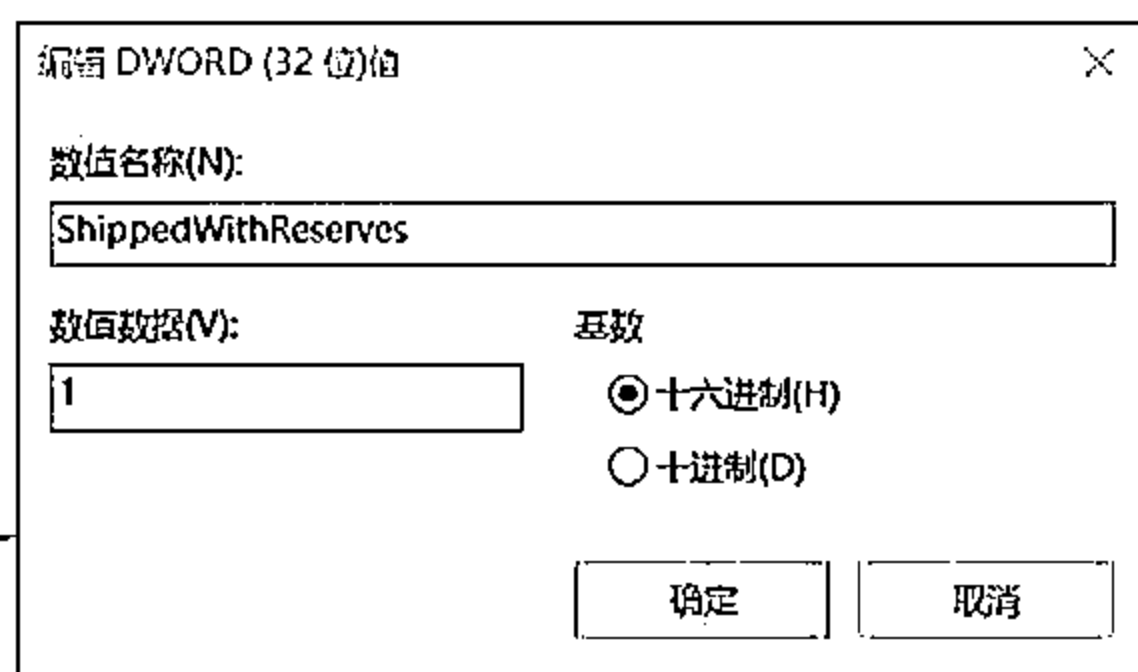 编辑 DWORD (32 位)值
数值名称(N):
ShippedWithReserves
数值数据(V):
基数
1
十六进制(H)
十进制(D)
确定
取消